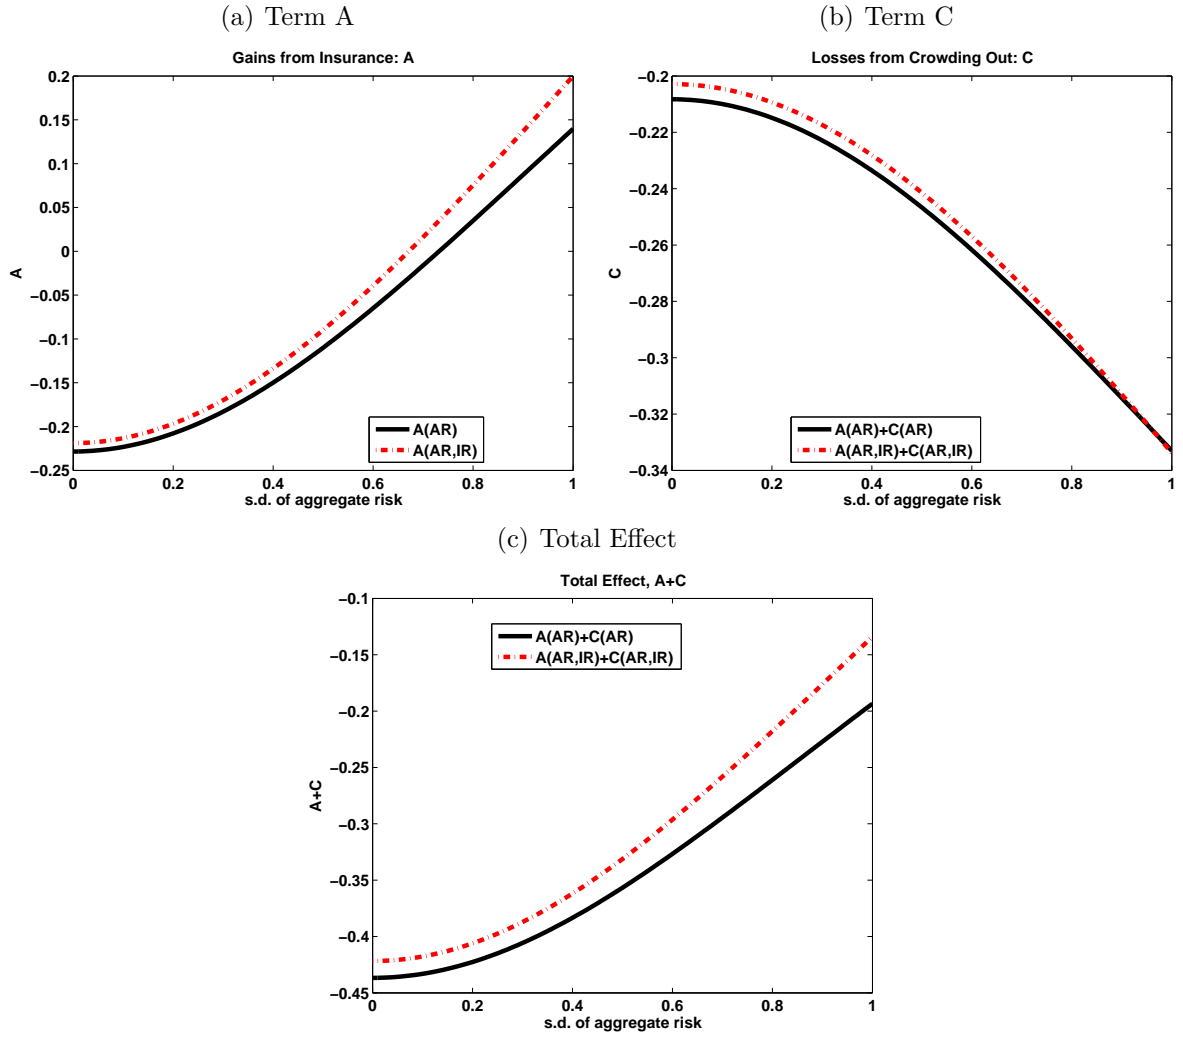 (a) Term A
Gains from Insurance: A
0.2
0.15
0.1
0.05
0
−0.05
−0.1
−0.15
−0.2
−0.25
A
A(AR)
A(AR,IR)
0 0.2 0.4 0.6 0.8 1
s.d. of aggregate risk
(b) Term C
Losses from Crowding Out: C
−0.2
−0.22
−0.24
−0.26
−0.28
−0.3
−0.32
−0.34
C
A(AR)+C(AR)
A(AR,IR)+C(AR,IR)
0 0.2 0.4 0.6 0.8 1
s.d. of aggregate risk
(c) Total Effect
Total Effect, A+C
−0.1
−0.15
−0.2
−0.25
−0.3
−0.35
−0.4
−0.45
A+C
A(AR)+C(AR)
A(AR,IR)+C(AR,IR)
0 0.2 0.4 0.6 0.8 1
s.d. of aggregate risk